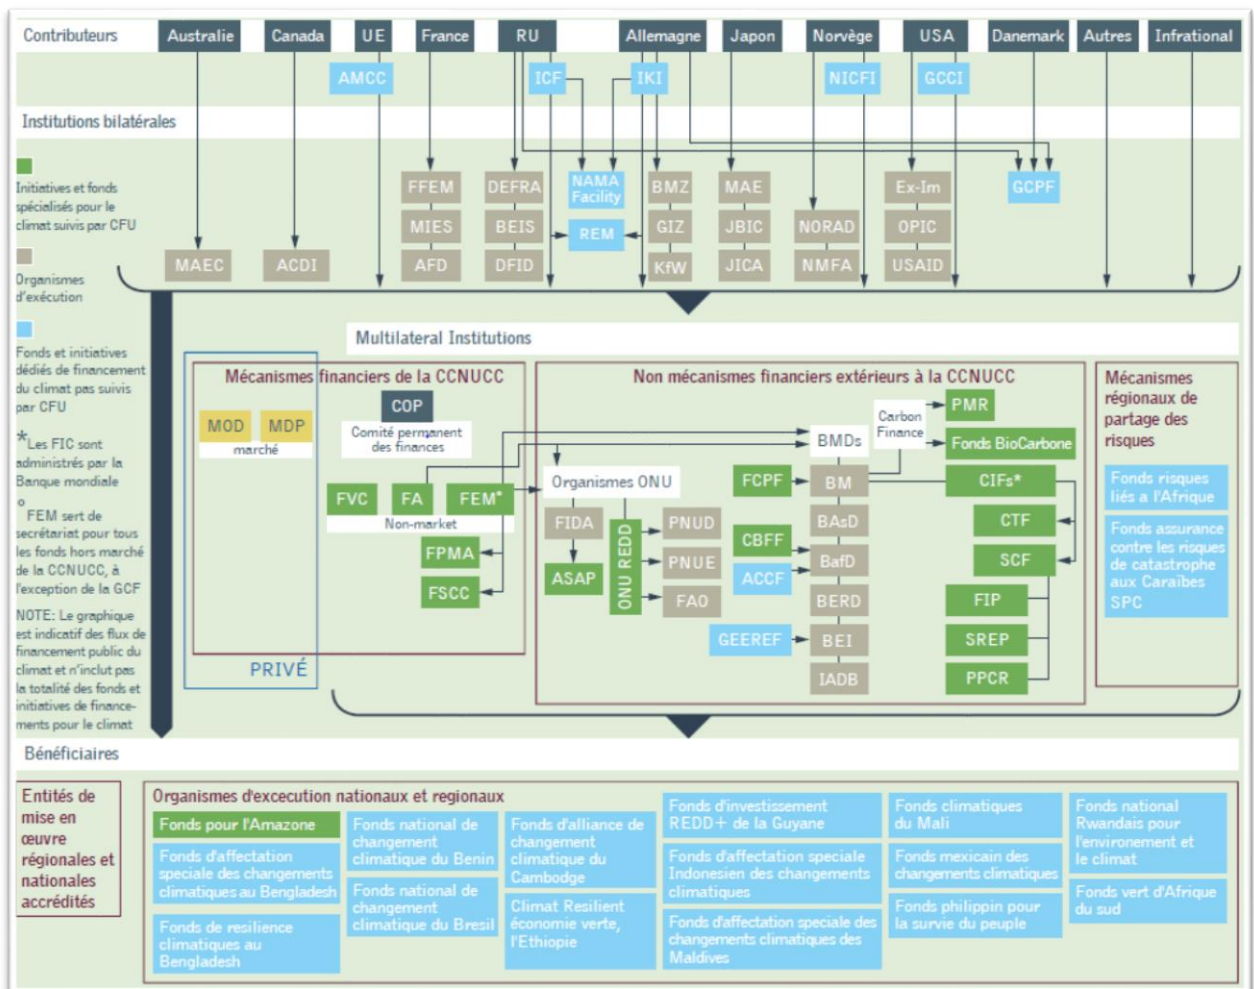 Contributeurs
Australie
Canada
UE
France
RU
Allemagne
Japon
Norvège
USA
Danemark
Autres
Infrational
AMCC
ICF
IKI
NICFI
GCCI
Institutions bilatérales
Initiatives et fonds
spécialisés pour le
climat suivis par CFU
Organismes
d'exécution
Fonds et initiatives
dédiés de financement
du climat pas suivis
par CFU
*Les FIC sont
administrés par la
Banque mondiale
°
FEM sert de
secrétariat pour tous
les fonds hors marché
de la CCNUCC, à
l'exception de la GCF
NOTE: Le graphique
est indicatif des flux de
financement public du
climat et n'inclut pas
la totalité des fonds et
initiatives de finance-
ments pour le climat
MAEC
ACDI
FFEM
MIES
AFD
DEFRA
BEIS
DFID
NAMA
Facility
REM
BMZ
GIZ
KfW
MAE
JBIC
JICA
NORAD
NMFA
Ex-Im
OPIC
USAID
GCPF
Multilateral Institutions
Mécanismes financiers de la CCNUCC
MOD
MDP
marché
COP
Comité permanent
des finances
FVC
FA
FEM*
Non-market
FPMA
FSCC
PRIVÉ
Non mécanismes financiers extérieurs à la CCNUCC
Organismes ONU
FIDA
ASAP
ONU REDD
PNUD
PNUE
FAO
BMDs
FCPF
BM
BAsD
CBFF
BafD
ACCF
BERD
GEEREF
BEI
IADB
Carbon
Finance
PMR
Fonds BioCarbone
CIFs*
CTF
SCF
FIP
SREP
PPCR
Mécanismes
régionaux de
partage des
risques
Fonds risques
liés a l'Afrique
Fonds assurance
contre les risques
de catastrophe
aux Caraïbes
SPC
Bénéficiaires
Entités de
mise en
œuvre
régionales et
nationales
accrédités
Organismes d'excecution nationaux et regionaux
Fonds pour l'Amazone
Fonds d'affectation
speciale des changements
climatiques au Bengladesh
Fonds de resilience
climatiques au
Bengladesh
Fonds national de
changement
climatique du Benin
Fonds national de
changement
climatique du Bresil
Fonds d'alliance de
changement
climatique du
Cambodge
Climat Resilient
économie verte,
l'Ethiopie
Fonds d'investissement
REDD+ de la Guyane
Fonds d'affectation speciale
Indonesien des changements
climatiques
Fonds d'affectation speciale des
changements climatiques des
Maldives
Fonds climatiques
du Mali
Fonds mexicain des
changements climatiques
Fonds philippin pour
la survie du peuple
Fonds national
Rwandais pour
l'environement et
le climat
Fonds vert d'Afrique
du sud